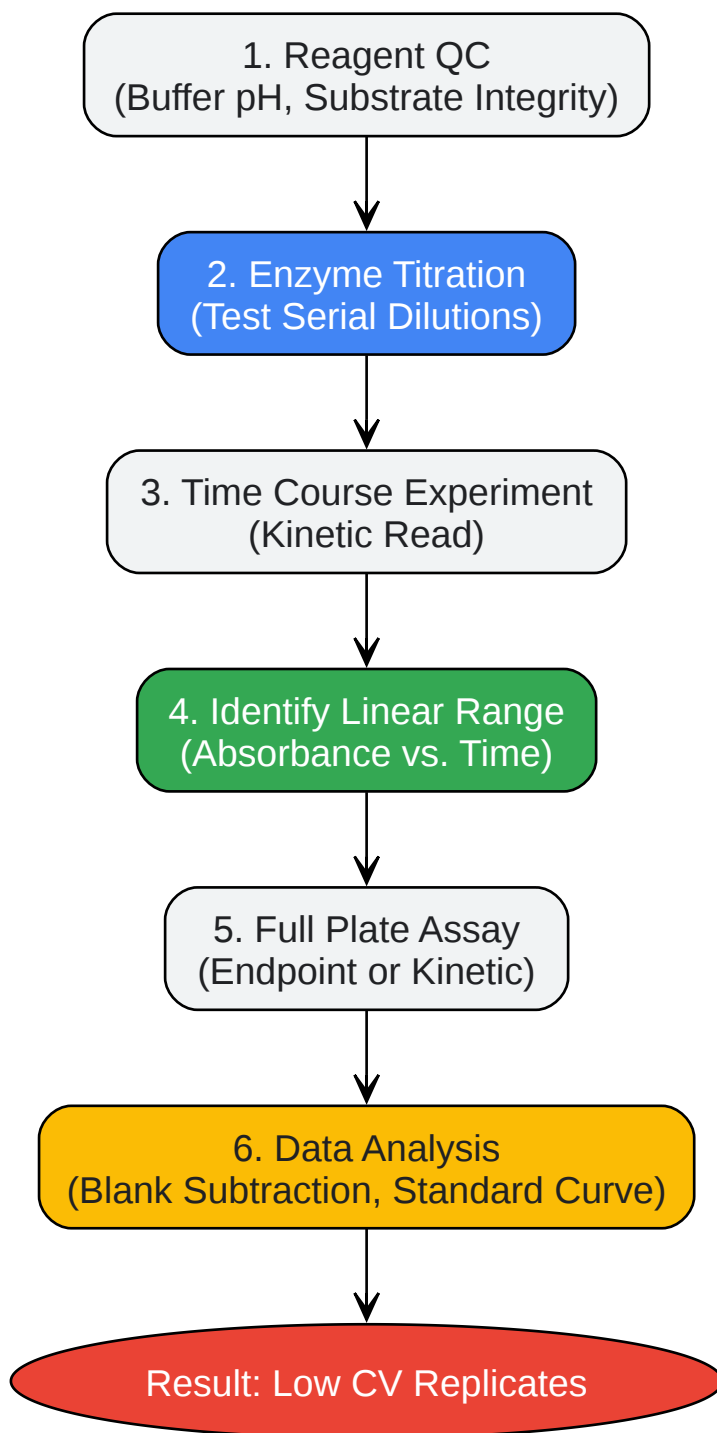 1. Reagent QC
(Buffer pH, Substrate Integrity)
2. Enzyme Titration
(Test Serial Dilutions)
3. Time Course Experiment
(Kinetic Read)
4. Identify Linear Range
(Absorbance vs. Time)
5. Full Plate Assay
(Endpoint or Kinetic)
6. Data Analysis
(Blank Subtraction, Standard Curve)
Result: Low CV Replicates